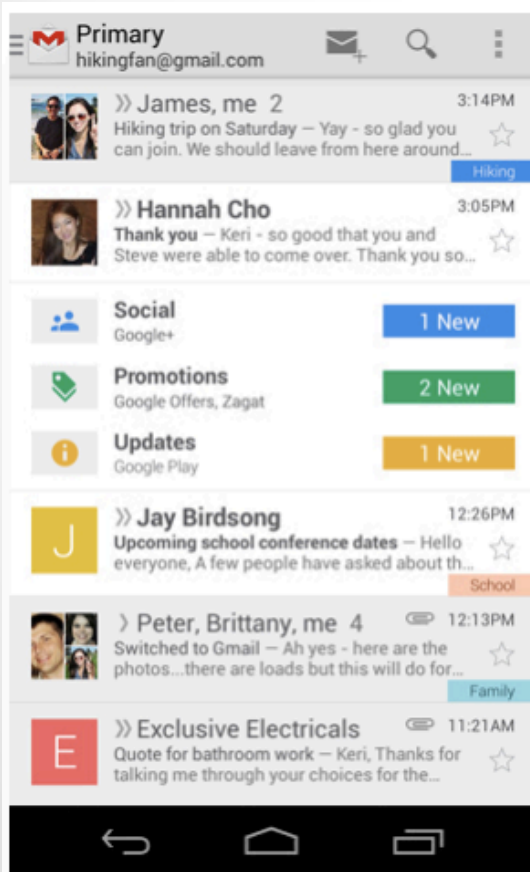 Primary
hikingfan@gmail.com
James, me 2 3:14PM
Hiking trip on Saturday – Yay - so glad you
can join. We should leave from here around...
Hiking
Hannah Cho 3:05PM
Thank you – Keri - so good that you and
Steve were able to come over. Thank you so...
Social
Google+
1 New
Promotions
Google Offers, Zagat
2 New
Updates
Google Play
1 New
J
Jay Birdsong 12:26PM
Upcoming school conference dates – Hello
everyone, A few people have asked about th...
School
Peter, Brittany, me 4 12:13PM
Switched to Gmail – Ah yes - here are the
photos...there are loads but this will do for...
Family
E
Exclusive Electricals 11:21AM
Quote for bathroom work – Keri, Thanks for
talking me through your choices for the...